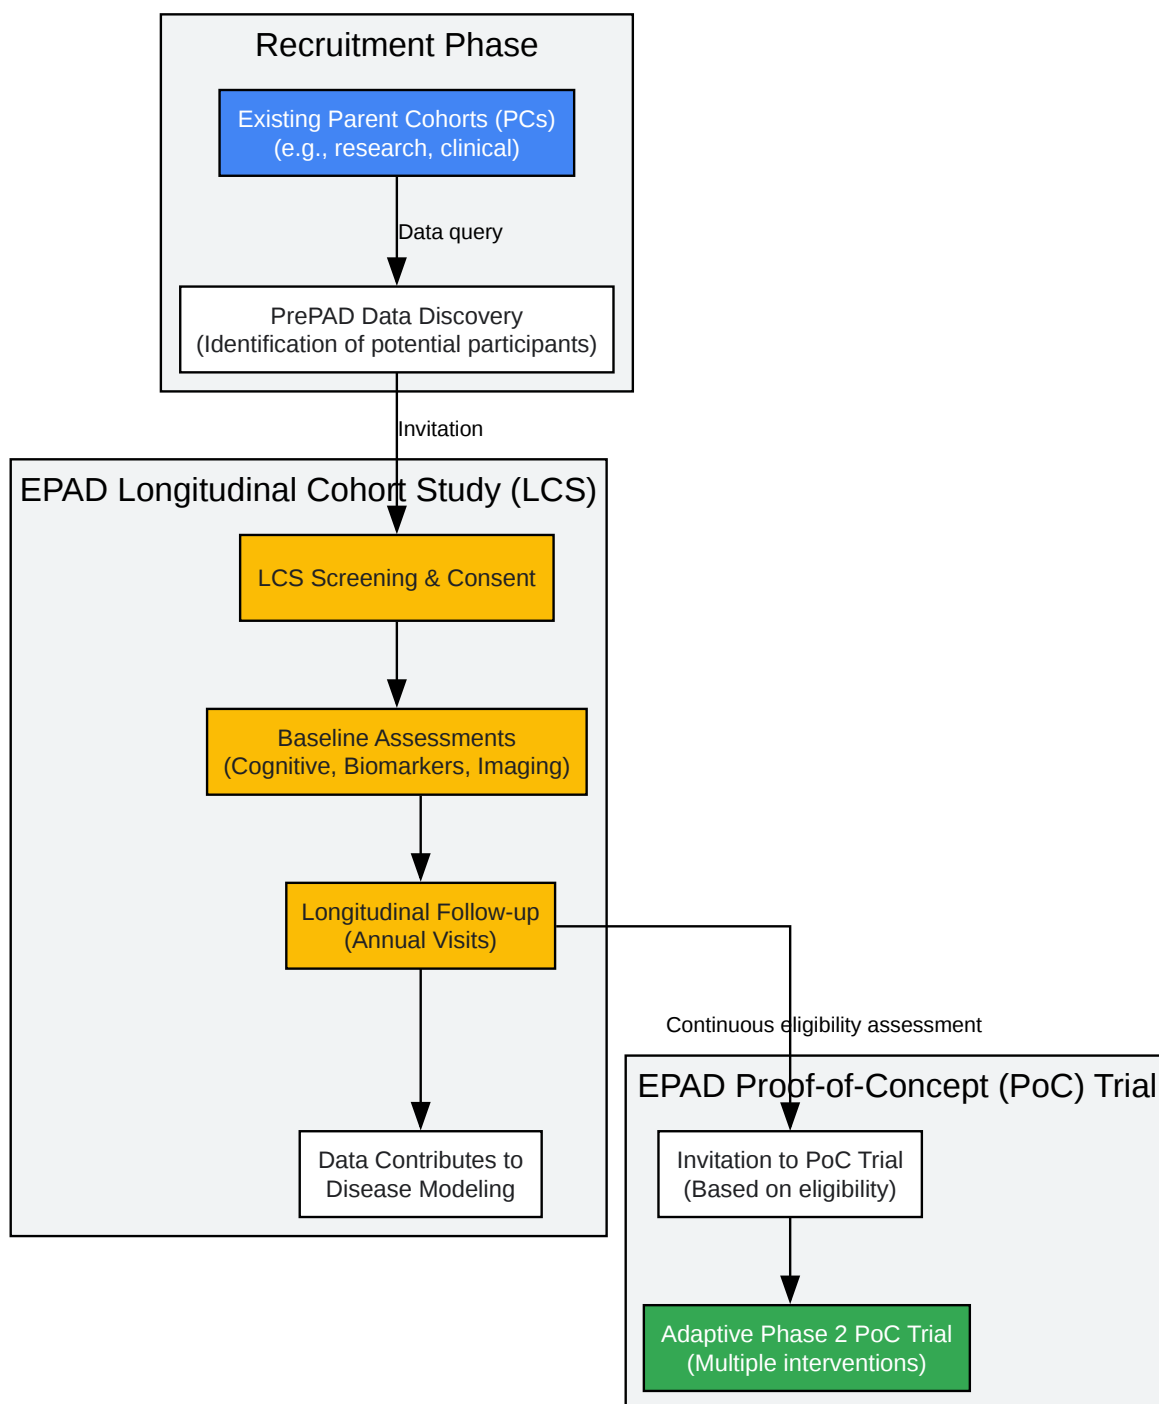 Recruitment Phase
Existing Parent Cohorts (PCs)
(e.g., research, clinical)
Data query
PrePAD Data Discovery
(Identification of potential participants)
Invitation
EPAD Longitudinal Cohort Study (LCS)
LCS Screening & Consent
Baseline Assessments
(Cognitive, Biomarkers, Imaging)
Longitudinal Follow-up
(Annual Visits)
Continuous eligibility assessment
EPAD Proof-of-Concept (PoC) Trial
Data Contributes to
Disease Modeling
Invitation to PoC Trial
(Based on eligibility)
Adaptive Phase 2 PoC Trial
(Multiple interventions)